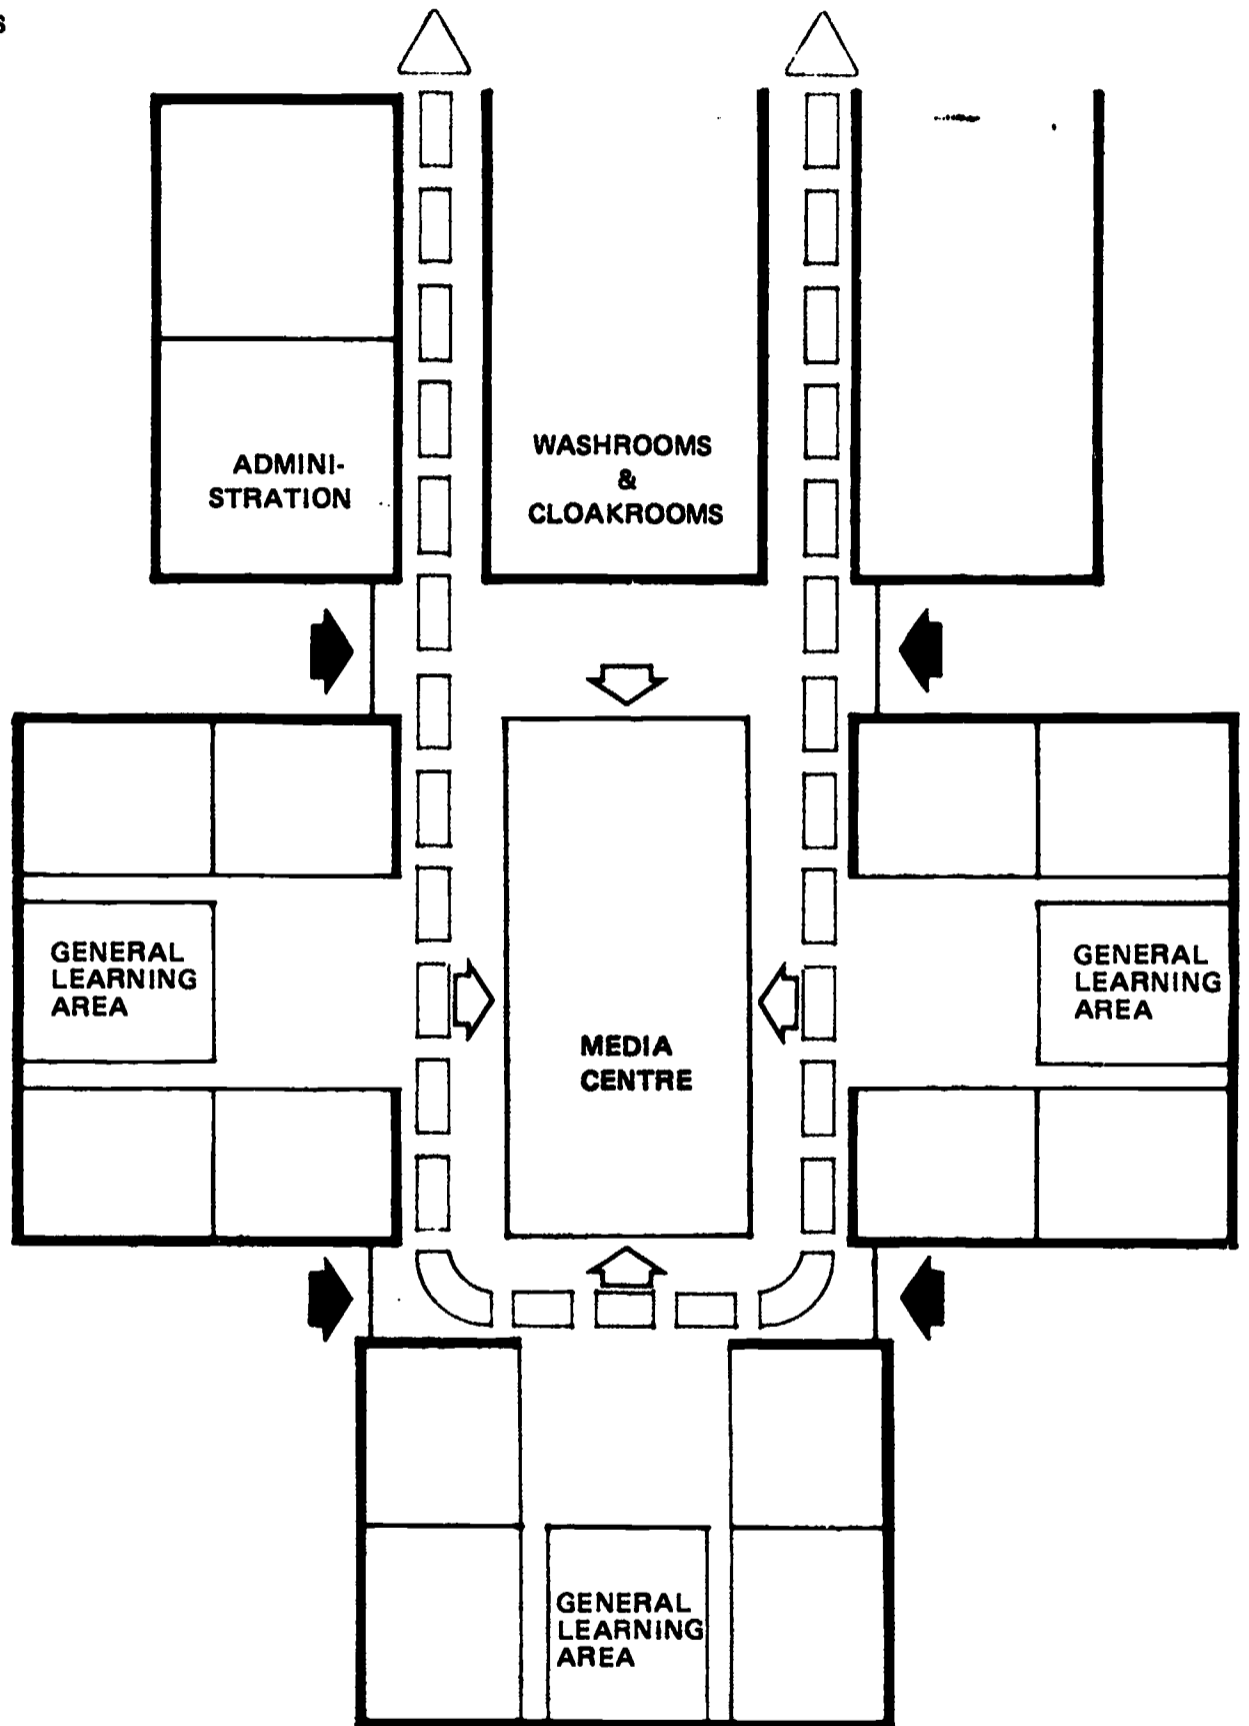 S
ADMINI-
STRATION
WASHROOMS
&
CLOAKROOMS
GENERAL
LEARNING
AREA
MEDIA
CENTRE
GENERAL
LEARNING
AREA
GENERAL
LEARNING
AREA